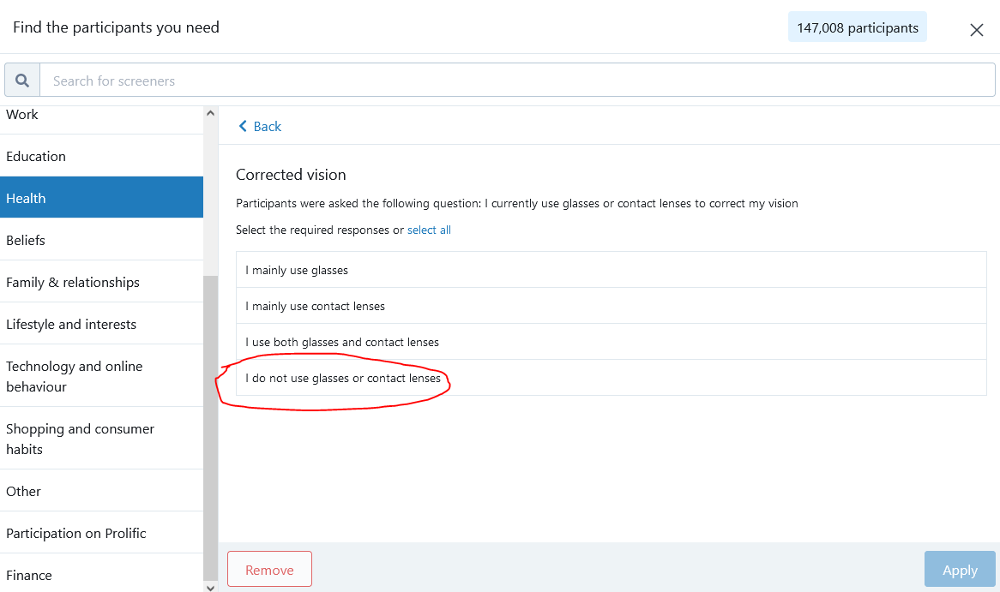 Find the participants you need
147,008 participants
Search for screeners
Work
Education
Health
Beliefs
Family & relationships
Lifestyle and interests
Technology and online
behaviour
Shopping and consumer
habits
Other
Participation on Prolific
Finance
Back
Corrected vision
Participants were asked the following question: I currently use glasses or contact lenses to correct my vision
Select the required responses or select all
I mainly use glasses
I mainly use contact lenses
I use both glasses and contact lenses
I do not use glasses or contact lenses
Remove
Apply